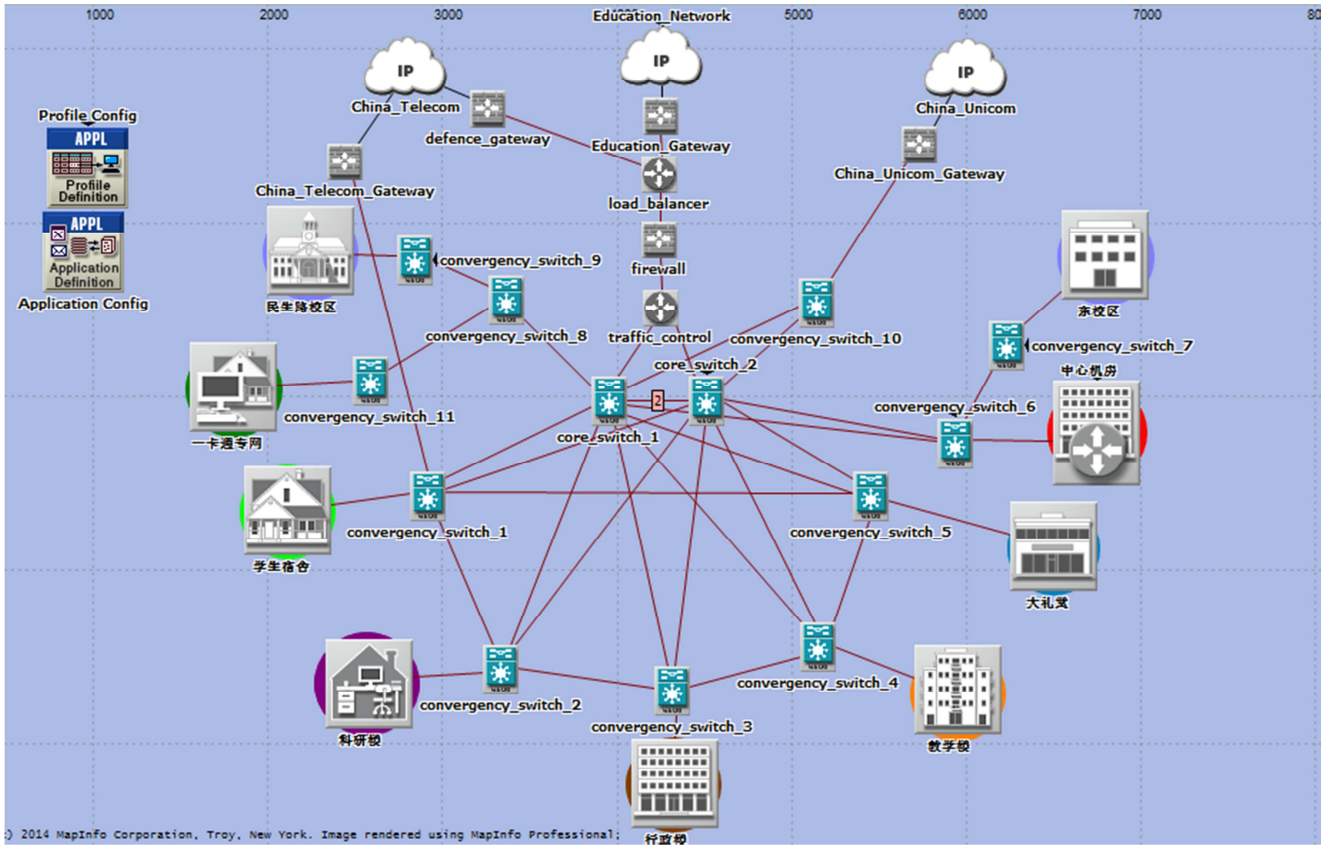 1000
2000
3000
4000
Education_Network
5000
6000
7000
IP
IP
IP
China_Telecom
China_Unicom
Profile Config
APPL
Profile
Definition
defence_gateway
Education_Gateway
China_Telecom_Gateway
China_Unicom_Gateway
load_balancer
APPL
Application
Definition
Application Config
convergency_switch_9
firewall
民生路校区
东校区
convergency_switch_8
traffic_control
convergency_switch_10
convergency_switch_7
core_switch_2
中心机房
convergency_switch_11
2
convergency_switch_6
一卡通专网
core_switch_1
convergency_switch_1
convergency_switch_5
学生宿舍
大礼堂
convergency_switch_4
convergency_switch_2
convergency_switch_3
科研楼
教学楼
行政楼
c) 2014 MapInfo Corporation, Troy, New York. Image rendered using MapInfo Professional;